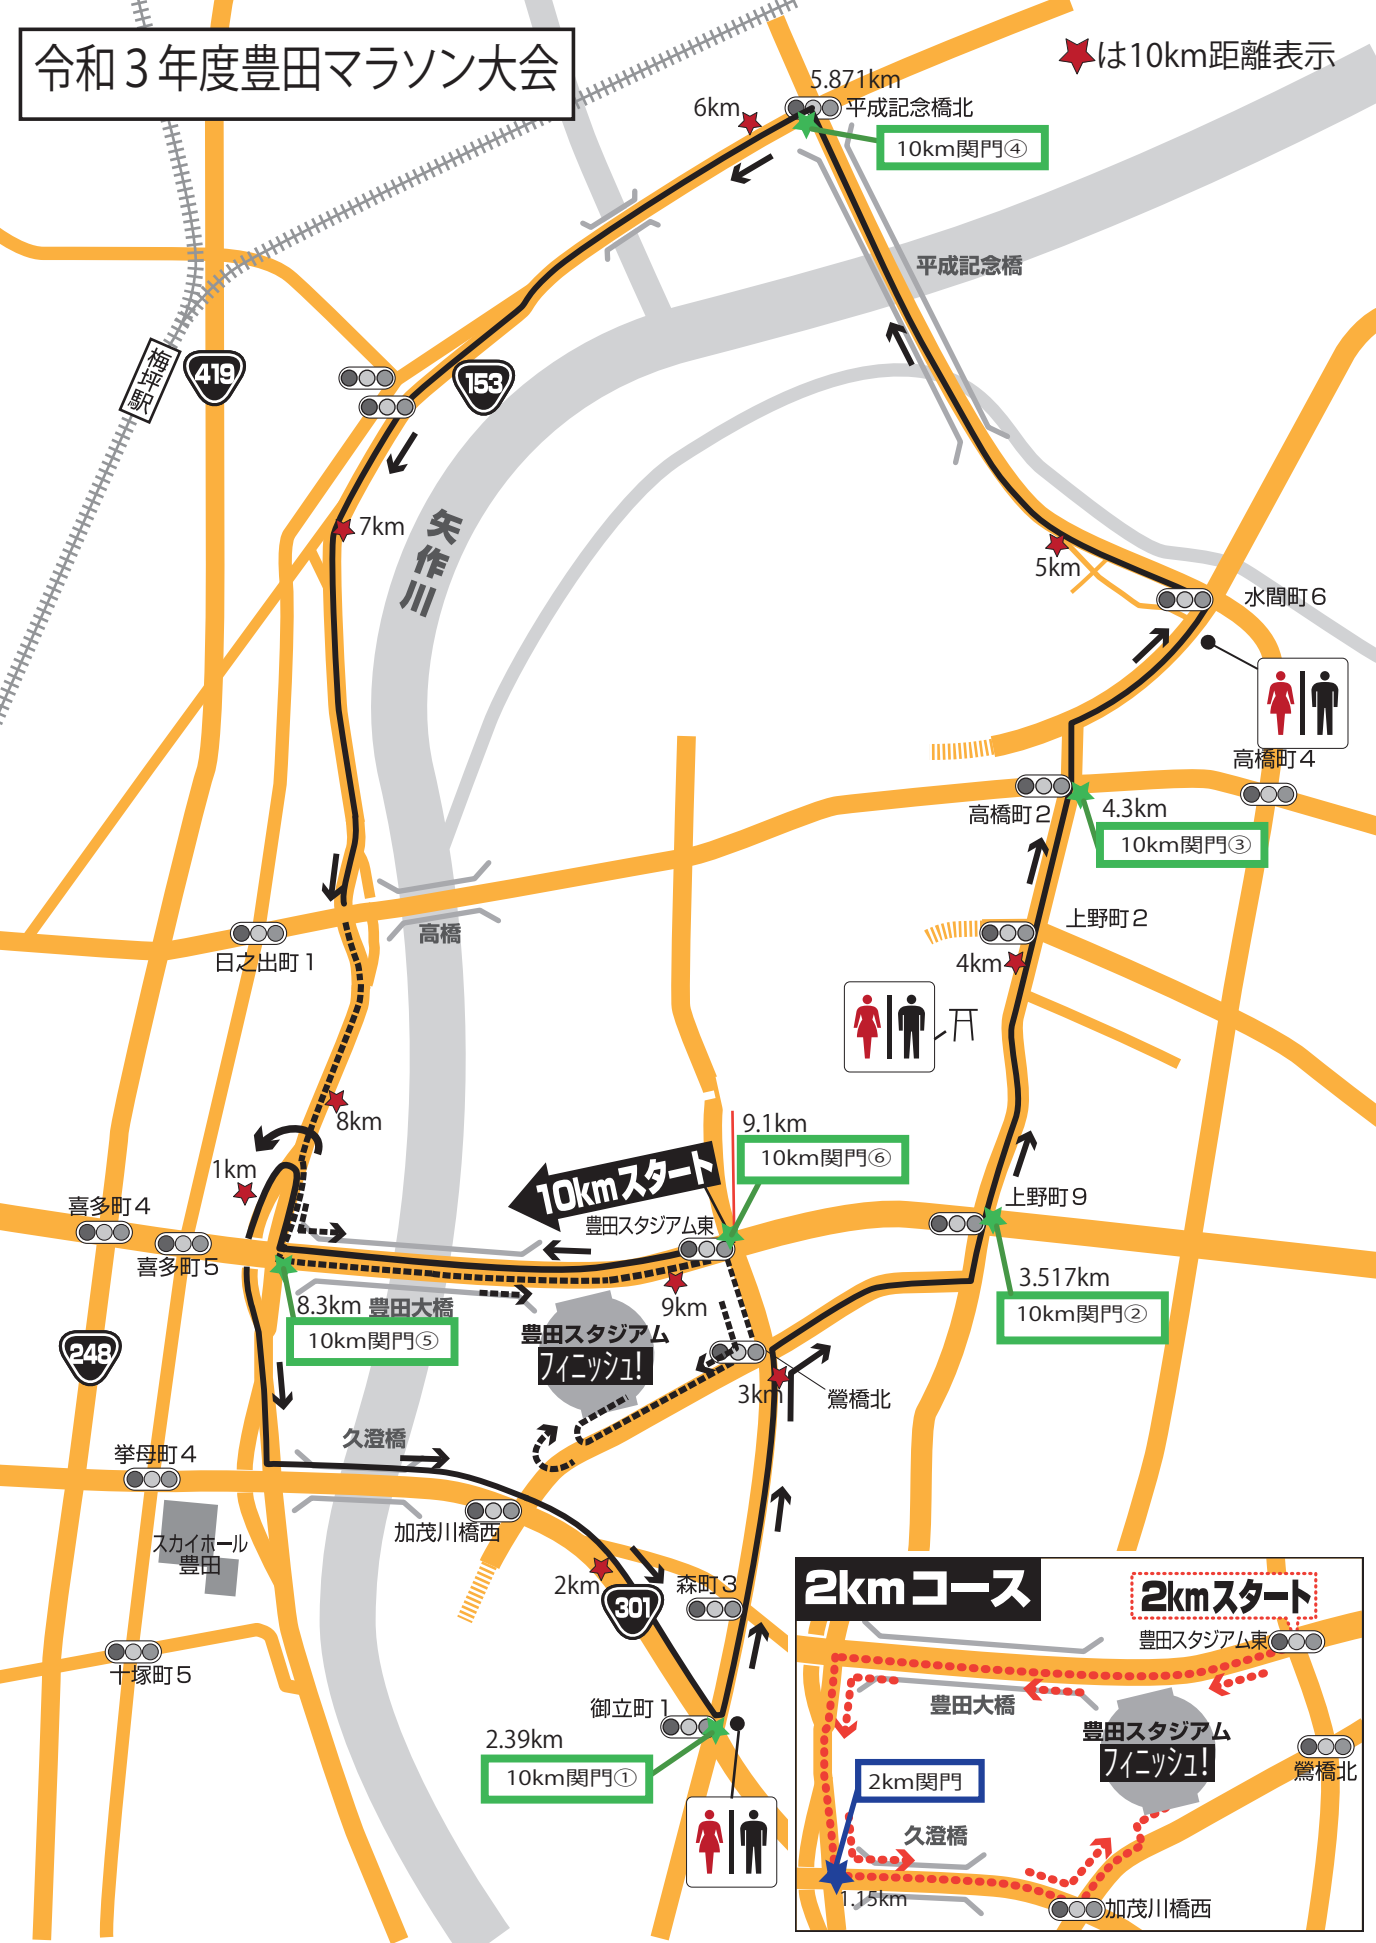 令和3年度豊田マラソン大会
は10km距離表示
5.871km
平成記念橋北
6km
10km関門④
平成記念橋
梅坪駅
419
153
矢作川
7km
5km
水間町6
高橋町4
高橋町2
4.3km
10km関門③
上野町2
4km
高橋
日之出町1
8km
1km
9.1km
10km関門⑥
10kmスタート
豊田スタジアム東
喜多町4
喜多町5
上野町9
3.517km
10km関門②
8.3km
豊田大橋
10km関門⑤
9km
豊田スタジアム
フィニッシュ!
248
3km
鶯橋北
久澄橋
挙母町4
加茂川橋西
スカイホール
豊田
2km
301
森町3
十塚町5
御立町1
2.39km
10km関門①
2kmコース
2kmスタート
豊田スタジアム東
豊田大橋
豊田スタジアム
フィニッシュ!
鶯橋北
2km関門
久澄橋
1.15km
加茂川橋西